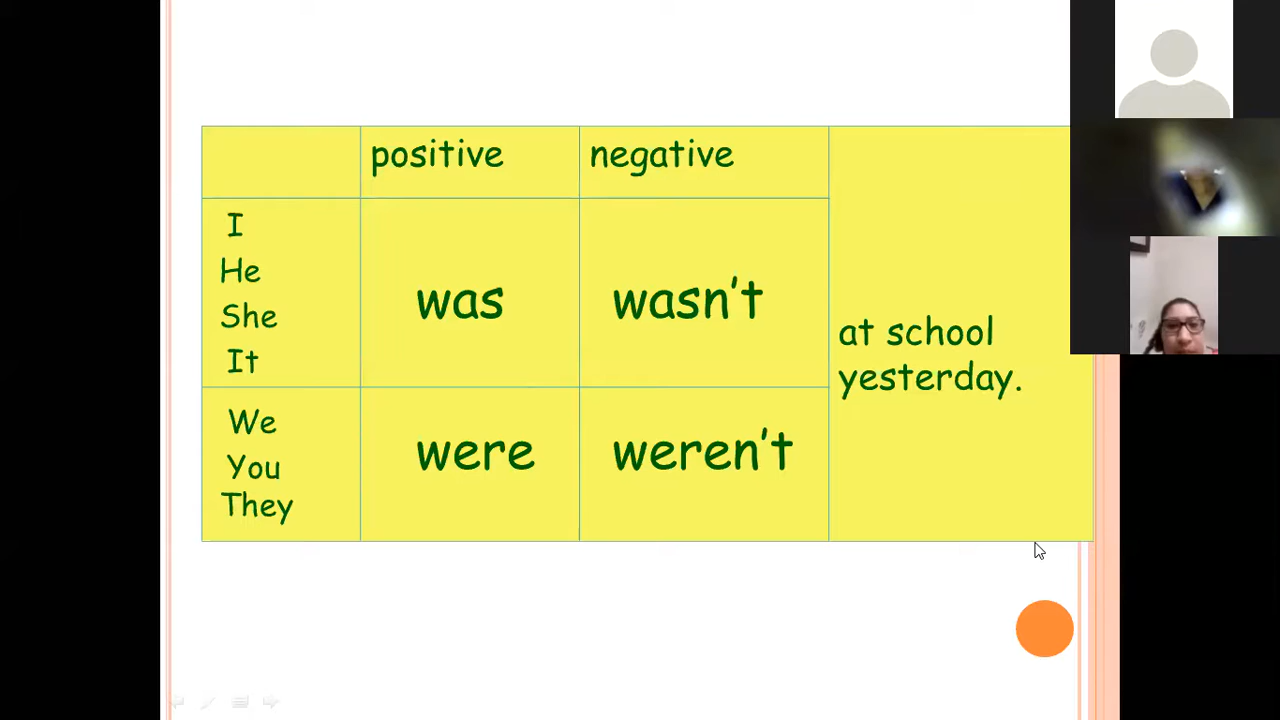 positive negative
I
He
She
It
was wasn't
at school
yesterday.
We
You
They
were weren't